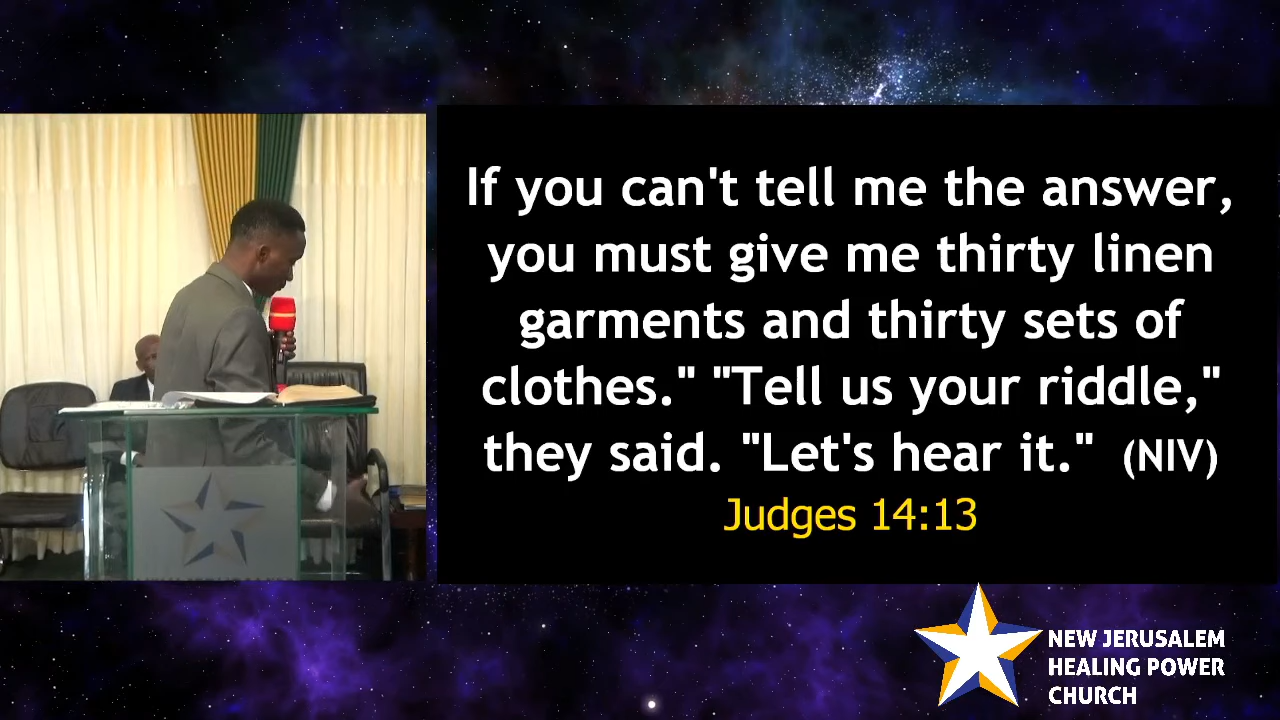 If you can't tell me the answer,
you must give me thirty linen
garments and thirty sets of
clothes." "Tell us your riddle,"
they said. "Let's hear it." (NIV)
Judges 14:13
NEW JERUSALEM
HEALING POWER
CHURCH